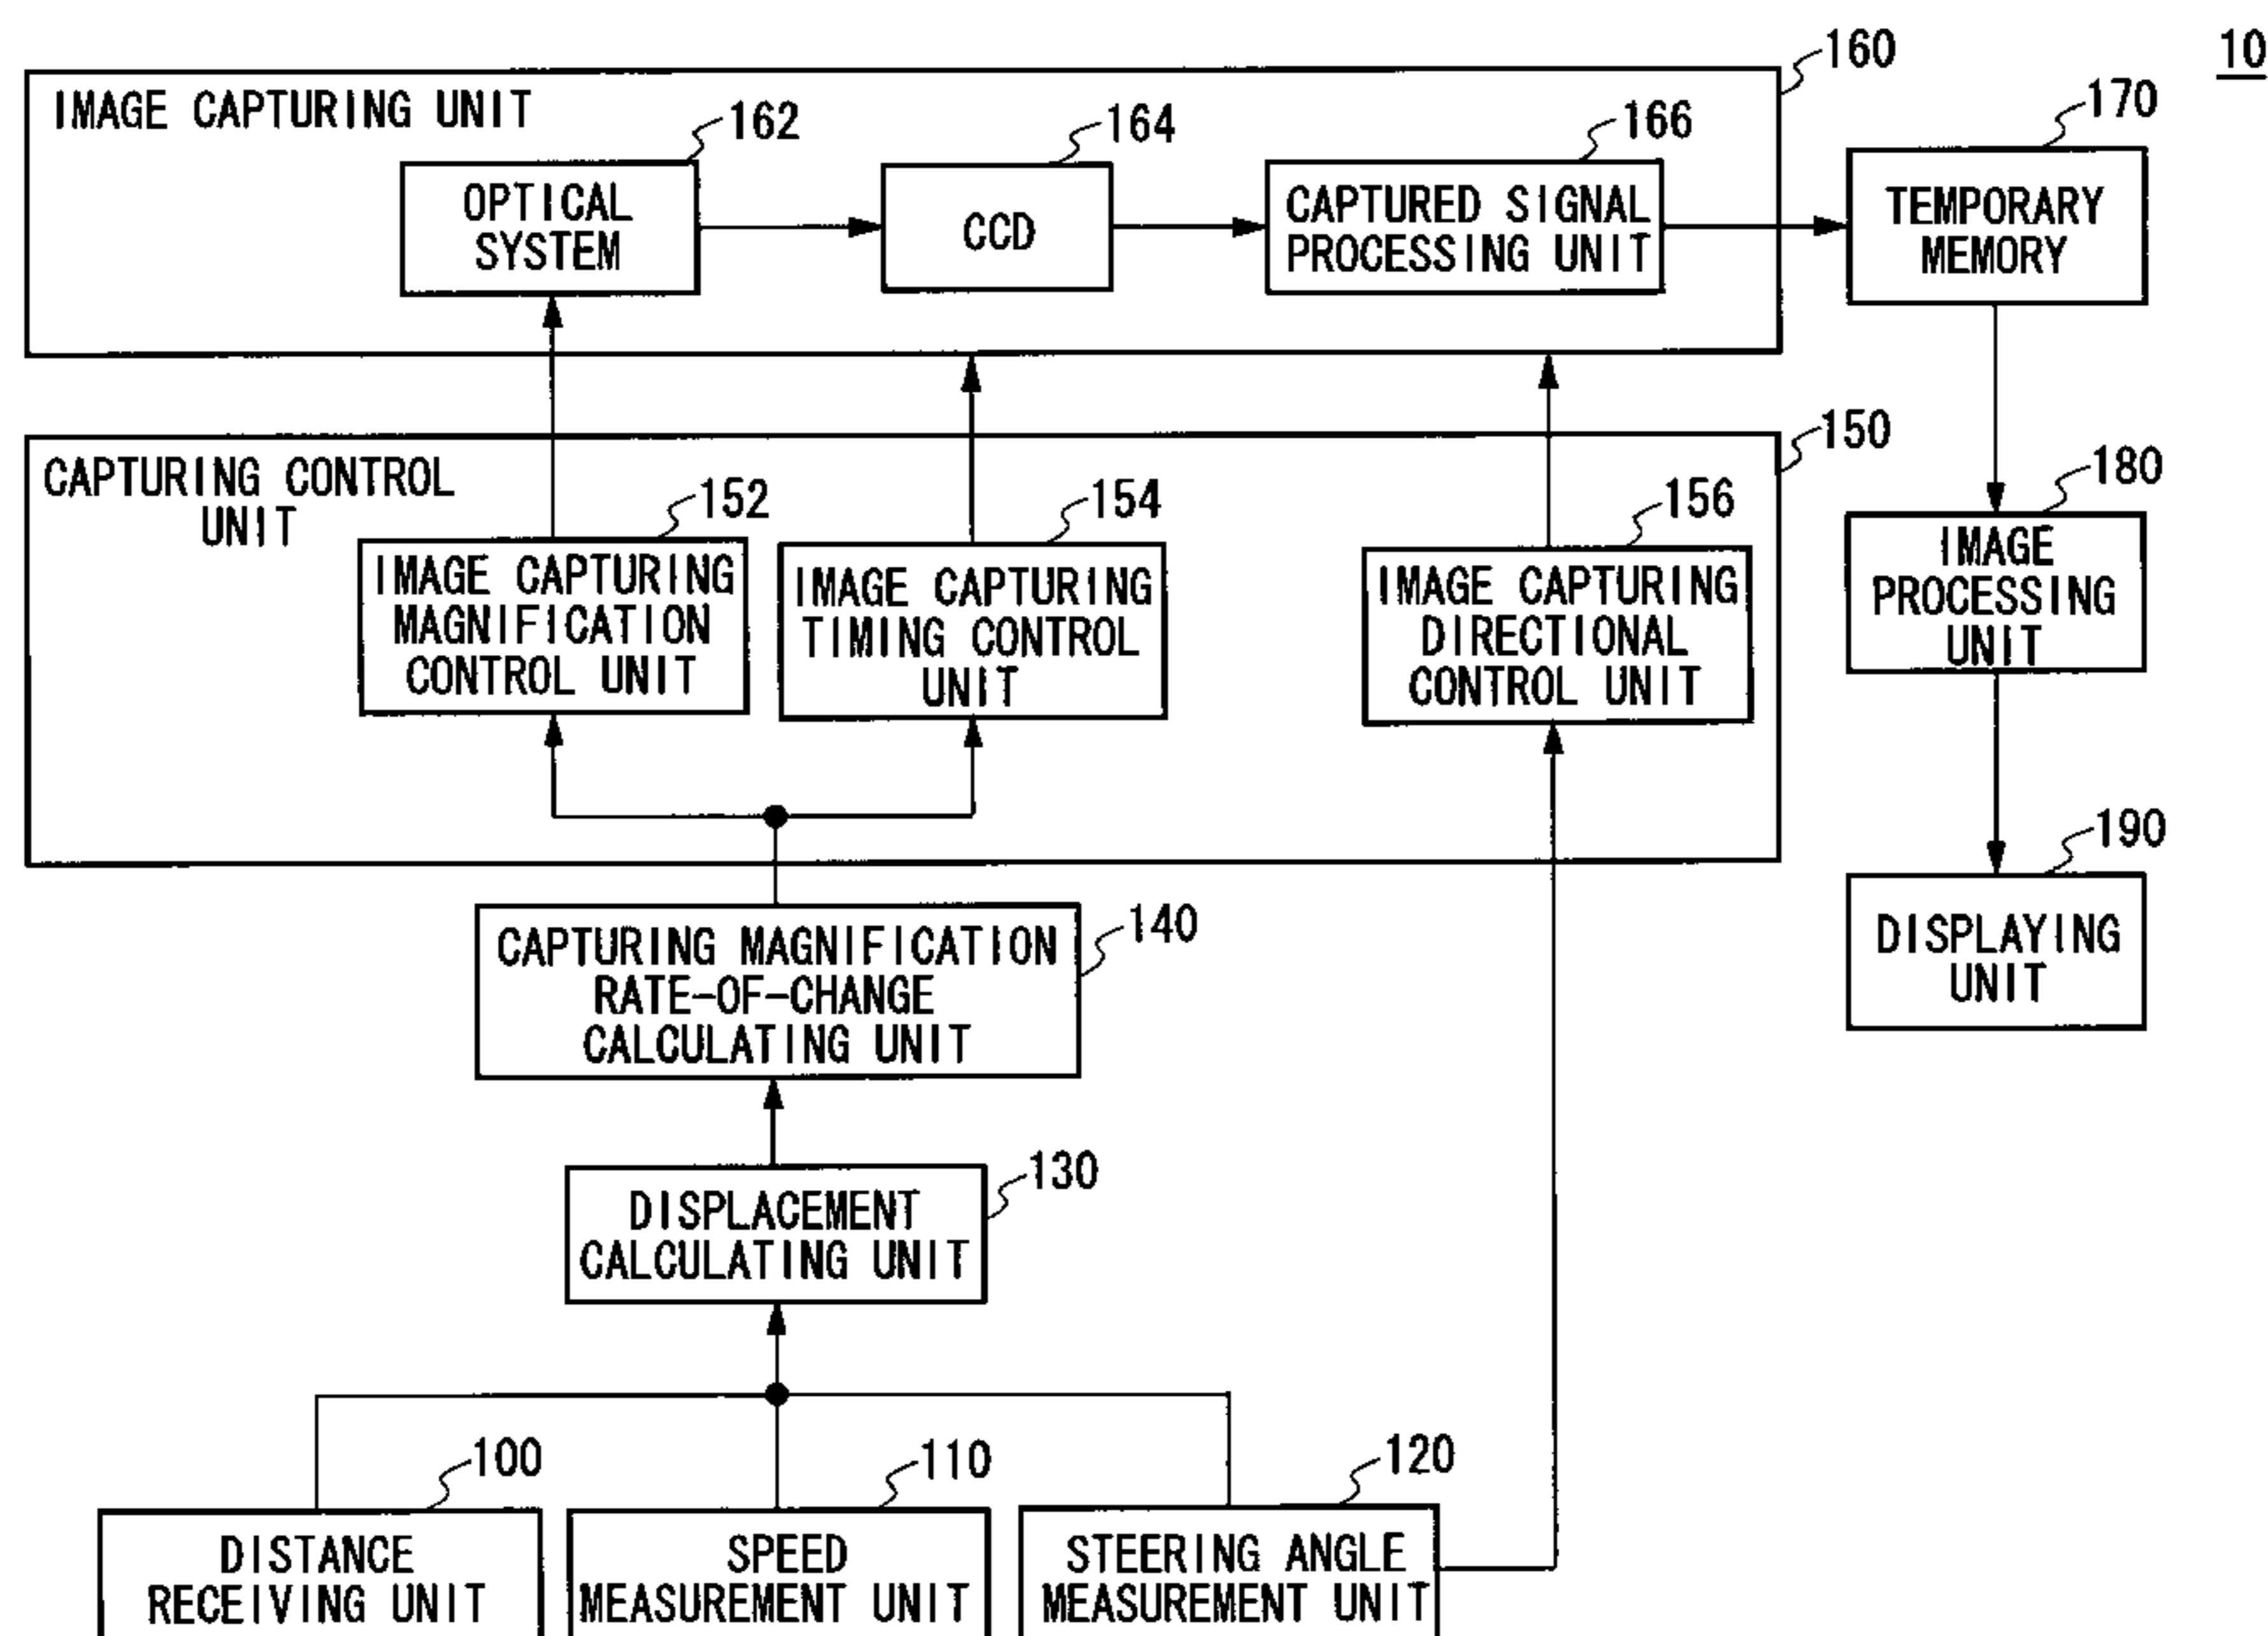 10
160
IMAGE CAPTURING UNIT
162
164
166
170
OPTICAL
SYSTEM
CCD
CAPTURED SIGNAL
PROCESSING UNIT
TEMPORARY
MEMORY
150
CAPTURING CONTROL
UNIT
152
154
156
180
IMAGE CAPTURING
MAGNIFICATION
CONTROL UNIT
IMAGE CAPTURING
TIMING CONTROL
UNIT
IMAGE CAPTURING
DIRECTIONAL
CONTROL UNIT
IMAGE
PROCESSING
UNIT
190
DISPLAYING
UNIT
140
CAPTURING MAGNIFICATION
RATE-OF-CHANGE
CALCULATING UNIT
130
DISPLACEMENT
CALCULATING UNIT
100
110
120
DISTANCE
RECEIVING UNIT
SPEED
MEASUREMENT UNIT
STEERING ANGLE
MEASUREMENT UNIT